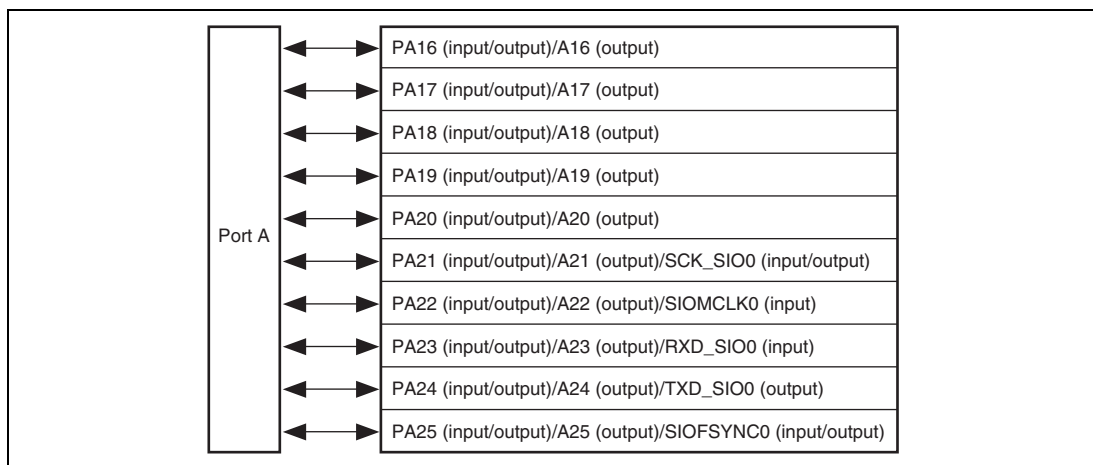 Port A
PA16 (input/output)/A16 (output)
PA17 (input/output)/A17 (output)
PA18 (input/output)/A18 (output)
PA19 (input/output)/A19 (output)
PA20 (input/output)/A20 (output)
PA21 (input/output)/A21 (output)/SCK_SIO0 (input/output)
PA22 (input/output)/A22 (output)/SIOMCLK0 (input)
PA23 (input/output)/A23 (output)/RXD_SIO0 (input)
PA24 (input/output)/A24 (output)/TXD_SIO0 (output)
PA25 (input/output)/A25 (output)/SIOFSYNC0 (input/output)